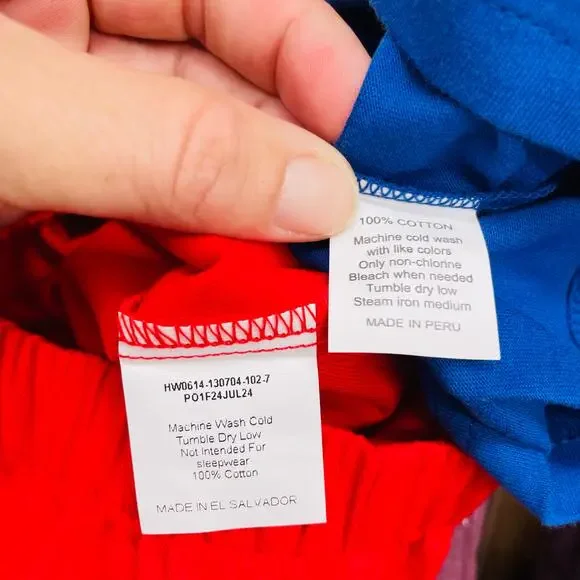 100% COTTON
Machine cold wash
with like colors
Only non-chlorine
Bleach when needed
Tumble dry low
Steam iron medium
MADE IN PERU
HW0614-130704-102-7
PO1F24JUL24
Machine Wash Cold
Tumble Dry Low
Not Intended For
sleepwear
100% Cotton
MADE IN EL SALVADOR